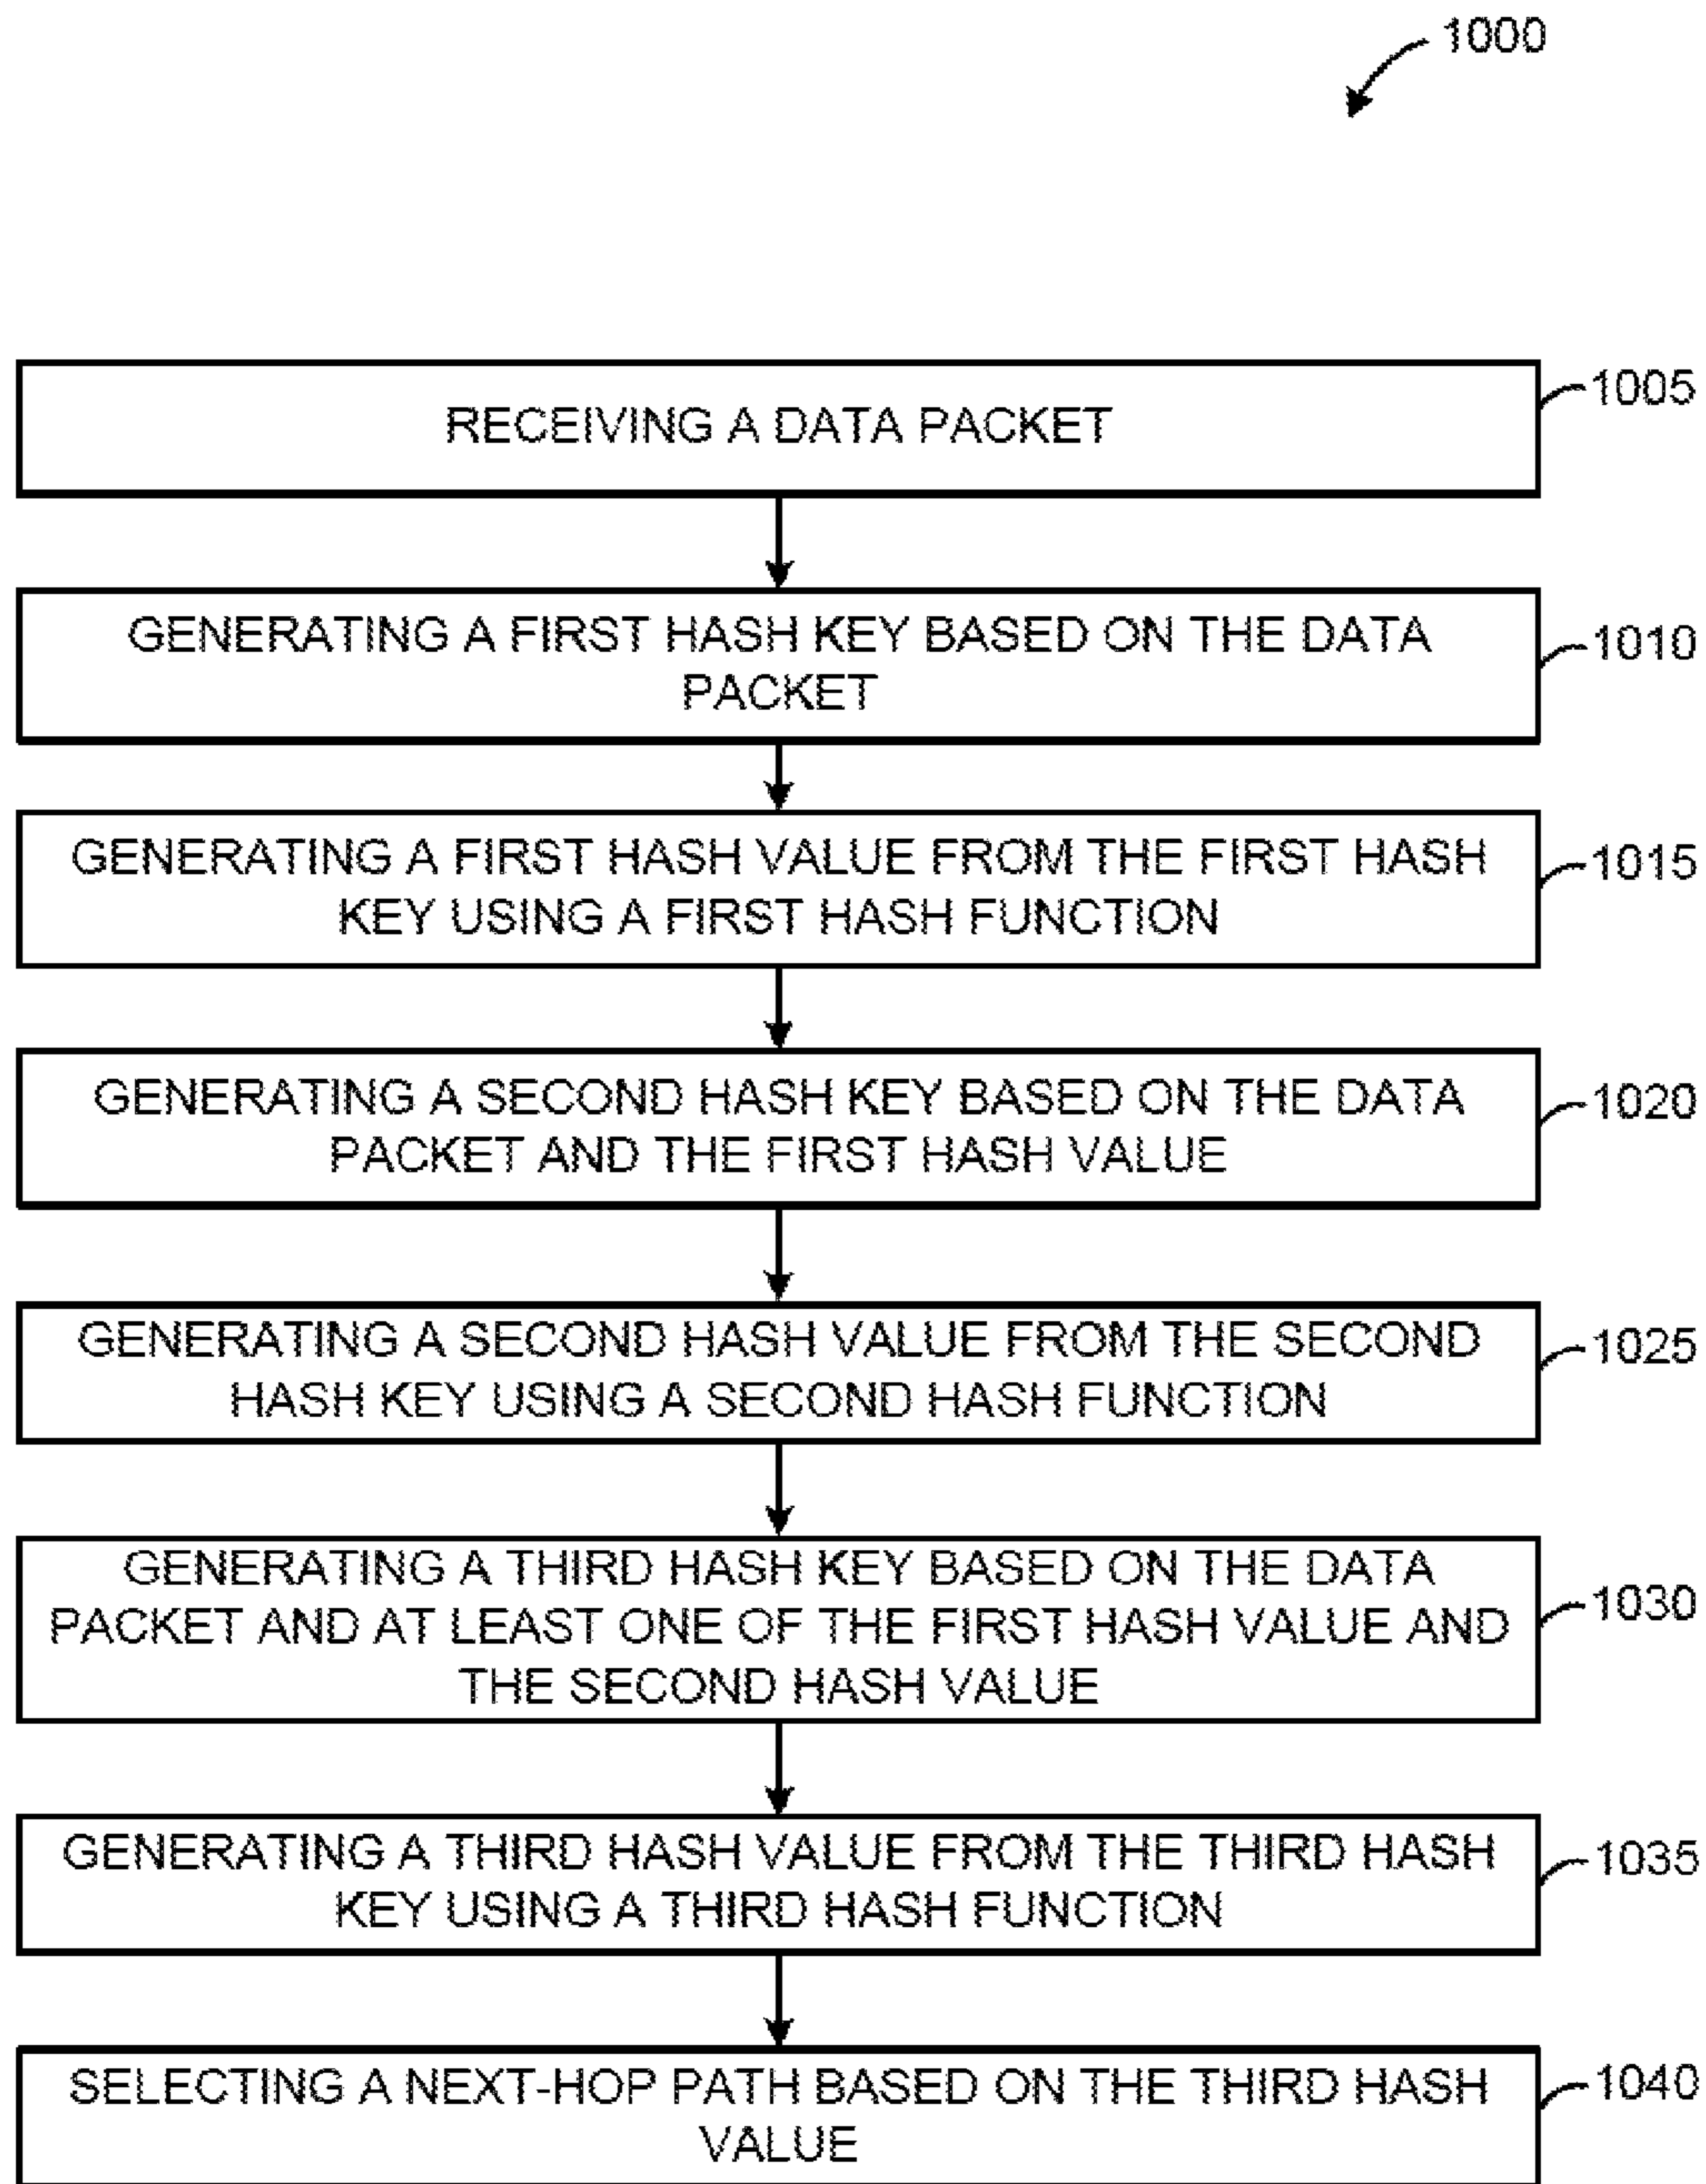 1000
RECEIVING A DATA PACKET
1005
GENERATING A FIRST HASH KEY BASED ON THE DATA
PACKET
1010
GENERATING A FIRST HASH VALUE FROM THE FIRST HASH
KEY USING A FIRST HASH FUNCTION
1015
GENERATING A SECOND HASH KEY BASED ON THE DATA
PACKET AND THE FIRST HASH VALUE
1020
GENERATING A SECOND HASH VALUE FROM THE SECOND
HASH KEY USING A SECOND HASH FUNCTION
1025
GENERATING A THIRD HASH KEY BASED ON THE DATA
PACKET AND AT LEAST ONE OF THE FIRST HASH VALUE AND
THE SECOND HASH VALUE
1030
GENERATING A THIRD HASH VALUE FROM THE THIRD HASH
KEY USING A THIRD HASH FUNCTION
1035
SELECTING A NEXT-HOP PATH BASED ON THE THIRD HASH
VALUE
1040